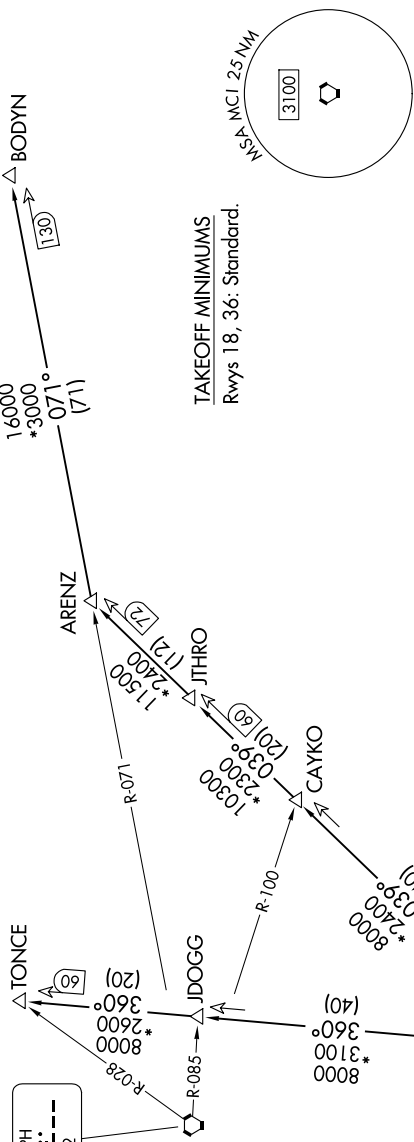 BODYN
130
16000
*3000
071°
(71)
MSA MCI 25 NM
3100
TAKEOFF MINIMUMS
Rwys 18, 36: Standard.
ARENZ
72
11500
*2400
(12)
JTHRO
60
10300
*2300
039°
(20)
CAYKO
8000
*2400
039°
R-071
R-100
TONCE
60
8000
*2600
360°
(20)
JDOGG
R-028
R-085
8000
*3100
360°
(40)